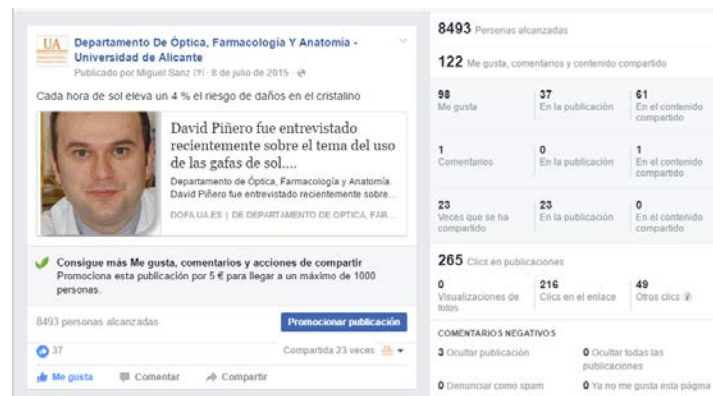 UA
Departamento De Óptica, Farmacología Y Anatomía -
Universidad de Alicante
Publicado por Miguel Sanz [?] · 8 de julio de 2015 ·
Cada hora de sol eleva un 4 % el riesgo de daños en el cristalino
David Piñero fue entrevistado
recientemente sobre el tema del uso
de las gafas de sol....
Departamento de Óptica, Farmacología y Anatomía.
David Piñero fue entrevistado recientemente sobre...
DOFA.UA.ES | DE DEPARTAMENTO DE OPTICA, FAR...
Consigue más Me gusta, comentarios y acciones de compartir
Promociona esta publicación por 5 € para llegar a un máximo de 1000
personas.
8493 personas alcanzadas
Promocionar publicación
37
Compartida 23 veces
Me gusta
Comentar
Compartir
8493 Personas alcanzadas
122 Me gusta, comentarios y contenido compartido
98
Me gusta
37
En la publicación
61
En el contenido
compartido
1
Comentarios
0
En la publicación
1
En el contenido
compartido
23
Veces que se ha
compartido
23
En la publicación
0
En el contenido
compartido
265 Clics en publicaciones
0
Visualizaciones de
fotos
216
Clics en el enlace
49
Otros clics
COMENTARIOS NEGATIVOS
3 Ocultar publicación
0 Ocultar todas las
publicaciones
0 Denunciar como spam
0 Ya no me gusta esta página